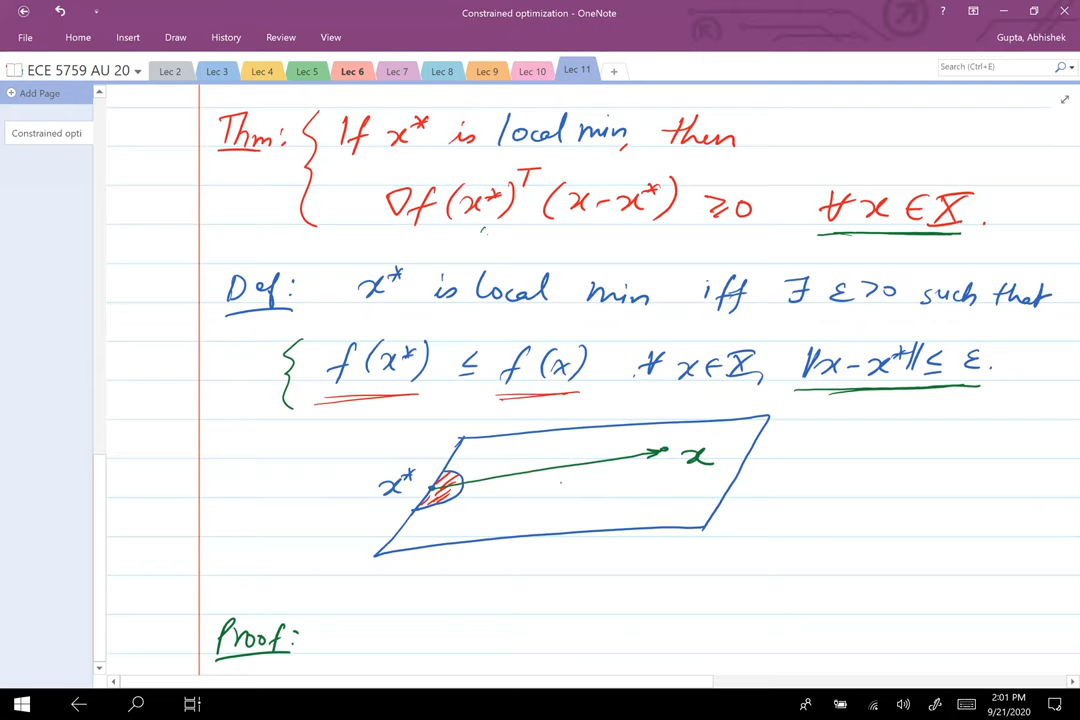 Constrained optimization - OneNote
?
File Home Insert Draw History Review View
Gupta, Abhishek
ECE 5759 AU 20
Lec 2 Lec 3 Lec 4 Lec 5 Lec 6 Lec 7 Lec 8 Lec 9 Lec 10 Lec 11
Search (Ctrl+E)
Add Page
Constrained opti
Thm: { If x* is local min, then
∇f(x*)ᵀ (x-x*) ≥0 ∀ x ∈ X.
Def: x* is local min iff ∃ ε>0 such that
{ f(x*) ≤ f(x) ∀ x∈X, ||x-x*|| ≤ ε.
x* x
Proof:
2:01 PM
9/21/2020